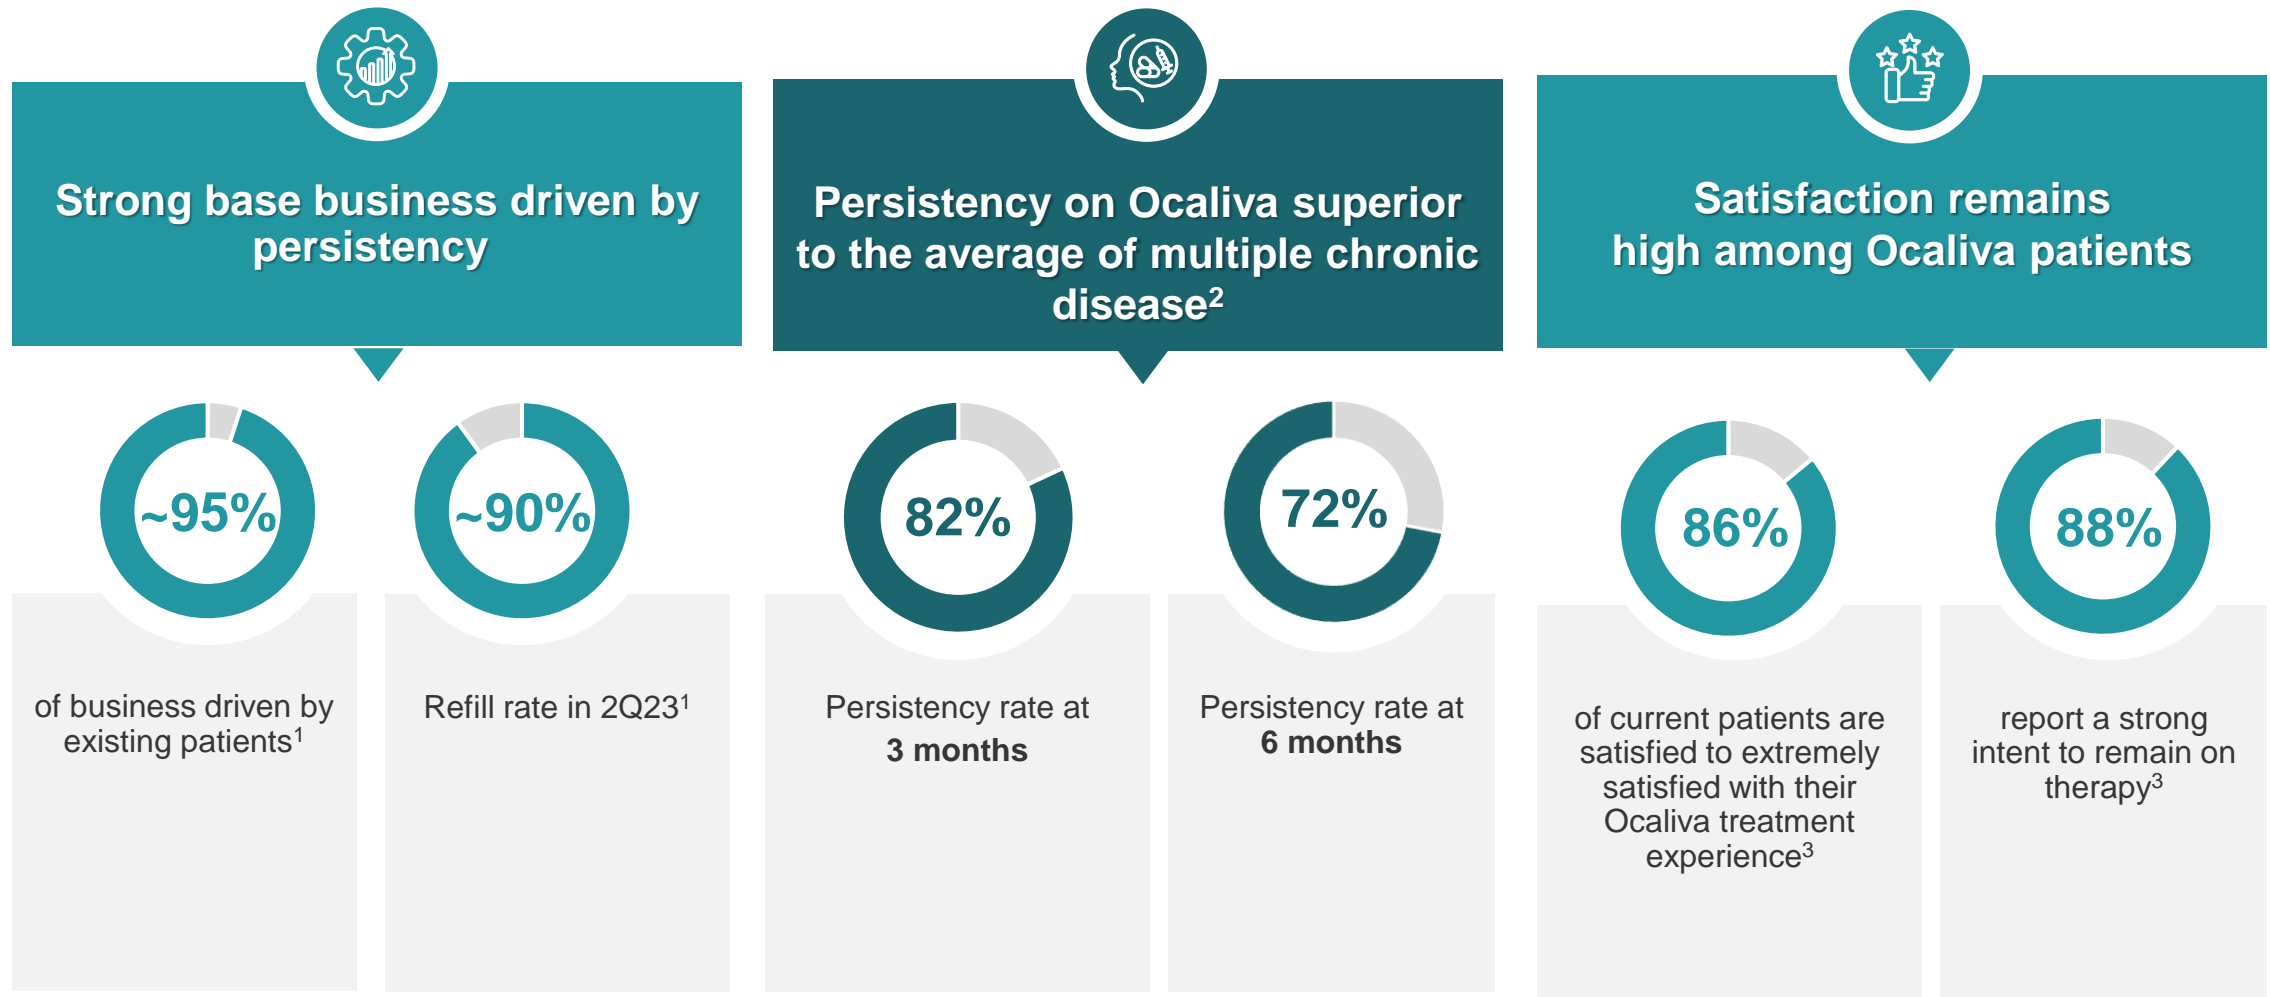 Strong base business driven by
persistency
~95%
of business driven by
existing patients¹
~90%
Refill rate in 2Q23¹
Persistency on Ocaliva superior
to the average of multiple chronic
disease²
82%
Persistency rate at
3 months
72%
Persistency rate at
6 months
Satisfaction remains
high among Ocaliva patients
86%
of current patients are
satisfied to extremely
satisfied with their
Ocaliva treatment
experience³
88%
report a strong
intent to remain on
therapy³